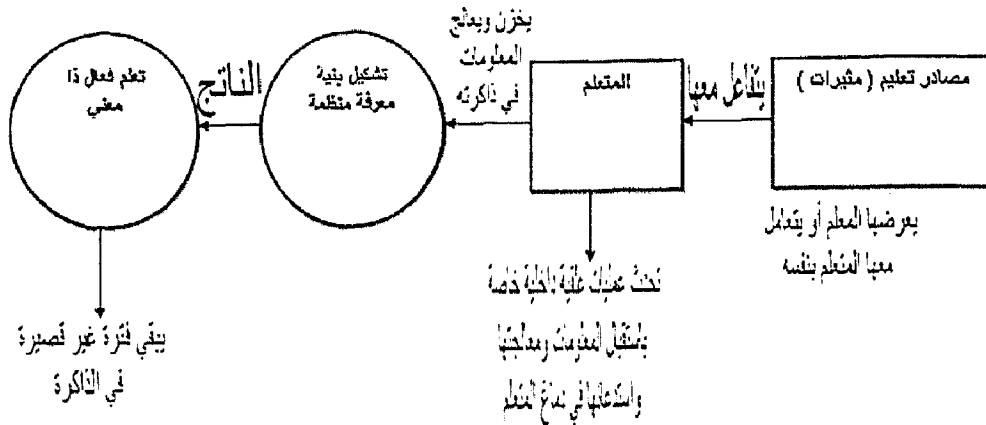 مصادر تعليم ( مثيرات )
يتفاعل معها
المتعلم
يخزن ويعالج
المعلومات
في ذاكرته
تشكيل بنية
معرفة منظمة
الناتج
تعلم فعال ذا
معني
يعرضها المعلم أو يتعامل
معها المتعلم بنفسه
تحدث عمليات عقلية داخلية خاصة
باستقبال المعلومات ومعالجتها
واستدعائها في دماغ المتعلم
يبقي فترة غير قصيرة
في الذاكرة